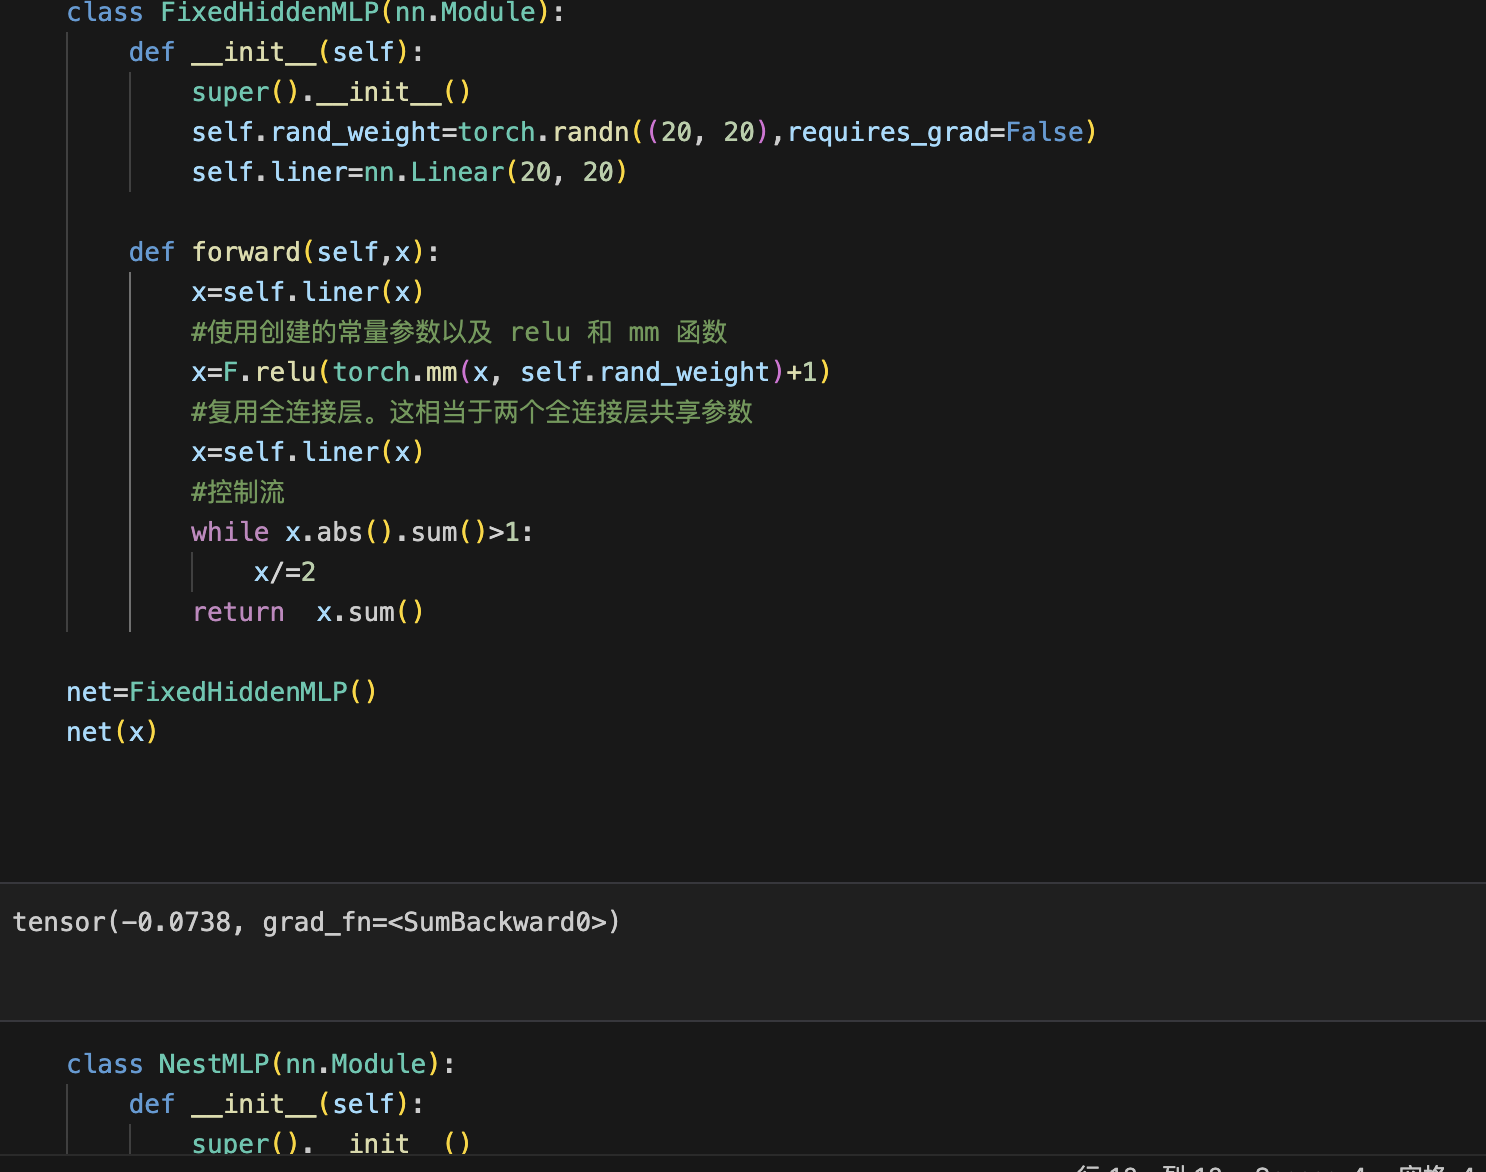 class FixedHiddenMLP(nn.Module):
    def __init__(self):
        super().__init__()
        self.rand_weight=torch.randn((20, 20),requires_grad=False)
        self.liner=nn.Linear(20, 20)

    def forward(self,x):
        x=self.liner(x)
        #使用创建的常量参数以及 relu 和 mm 函数
        x=F.relu(torch.mm(x, self.rand_weight)+1)
        #复用全连接层。这相当于两个全连接层共享参数
        x=self.liner(x)
        #控制流
        while x.abs().sum()>1:
            x/=2
        return  x.sum()

net=FixedHiddenMLP()
net(x)

tensor(-0.0738, grad_fn=<SumBackward0>)

class NestMLP(nn.Module):
    def __init__(self):
        super().__init__()